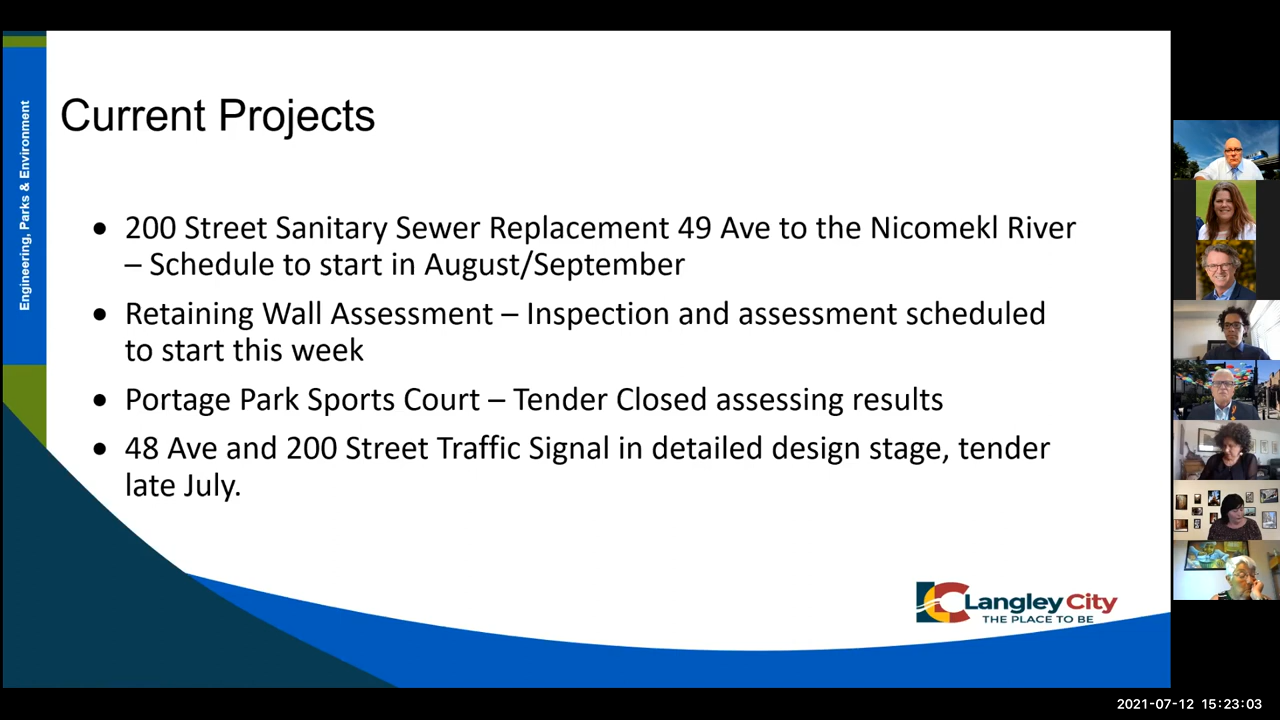 Engineering, Parks & Environment
Current Projects
• 200 Street Sanitary Sewer Replacement 49 Ave to the Nicomekl River
– Schedule to start in August/September
• Retaining Wall Assessment – Inspection and assessment scheduled
to start this week
• Portage Park Sports Court – Tender Closed assessing results
• 48 Ave and 200 Street Traffic Signal in detailed design stage, tender
late July.
LC Langley City
THE PLACE TO BE
2021-07-12 15:23:03